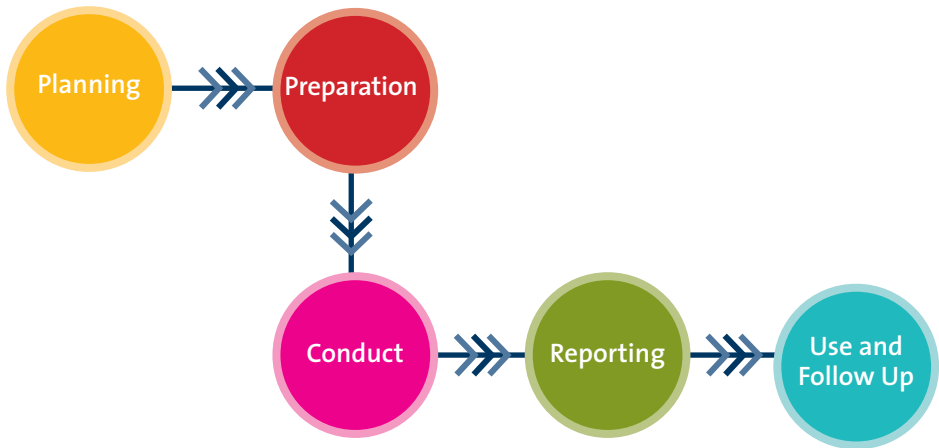 Planning
Preparation
Conduct
Reporting
Use and
Follow Up